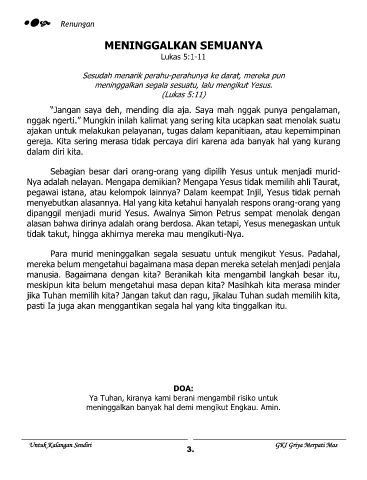 Renungan
MENINGGALKAN SEMUANYA
Lukas 5:1-11
Sesudah menarik perahu-perahunya ke darat, mereka pun
meninggalkan segala sesuatu, lalu mengikut Yesus.
(Lukas 5:11)
"Jangan saya deh, mending dia aja. Saya mah nggak punya pengalaman,
nggak ngerti." Mungkin inilah kalimat yang sering kita ucapkan saat menolak suatu
ajakan untuk melakukan pelayanan, tugas dalam kepanitiaan, atau kepemimpinan
gereja. Kita sering merasa tidak percaya diri karena ada banyak hal yang kurang
dalam diri kita.
Sebagian besar dari orang-orang yang dipilih Yesus untuk menjadi murid-
Nya adalah nelayan. Mengapa demikian? Mengapa Yesus tidak memilih ahli Taurat,
pegawai istana, atau kelompok lainnya? Dalam keempat Injil, Yesus tidak pernah
menyebutkan alasannya. Hal yang kita ketahui hanyalah respons orang-orang yang
dipanggil menjadi murid Yesus. Awalnya Simon Petrus sempat menolak dengan
alasan bahwa dirinya adalah orang berdosa. Akan tetapi, Yesus menegaskan untuk
tidak takut, hingga akhirnya mereka mau mengikuti-Nya.
Para murid meninggalkan segala sesuatu untuk mengikut Yesus. Padahal,
mereka belum mengetahui bagaimana masa depan mereka setelah menjadi penjala
manusia. Bagaimana dengan kita? Beranikah kita mengambil langkah besar itu,
meskipun kita belum mengetahui masa depan kita? Masihkah kita merasa minder
jika Tuhan memilih kita? Jangan takut dan ragu, jikalau Tuhan sudah memilih kita,
pasti Ia juga akan menggantikan segala hal yang kita tinggalkan itu.
DOA:
Ya Tuhan, kiranya kami berani mengambil risiko untuk
meninggalkan banyak hal demi mengikut Engkau. Amin.
Untuk Kalangan Sendiri
GKI Griya Merpati Mas
3.